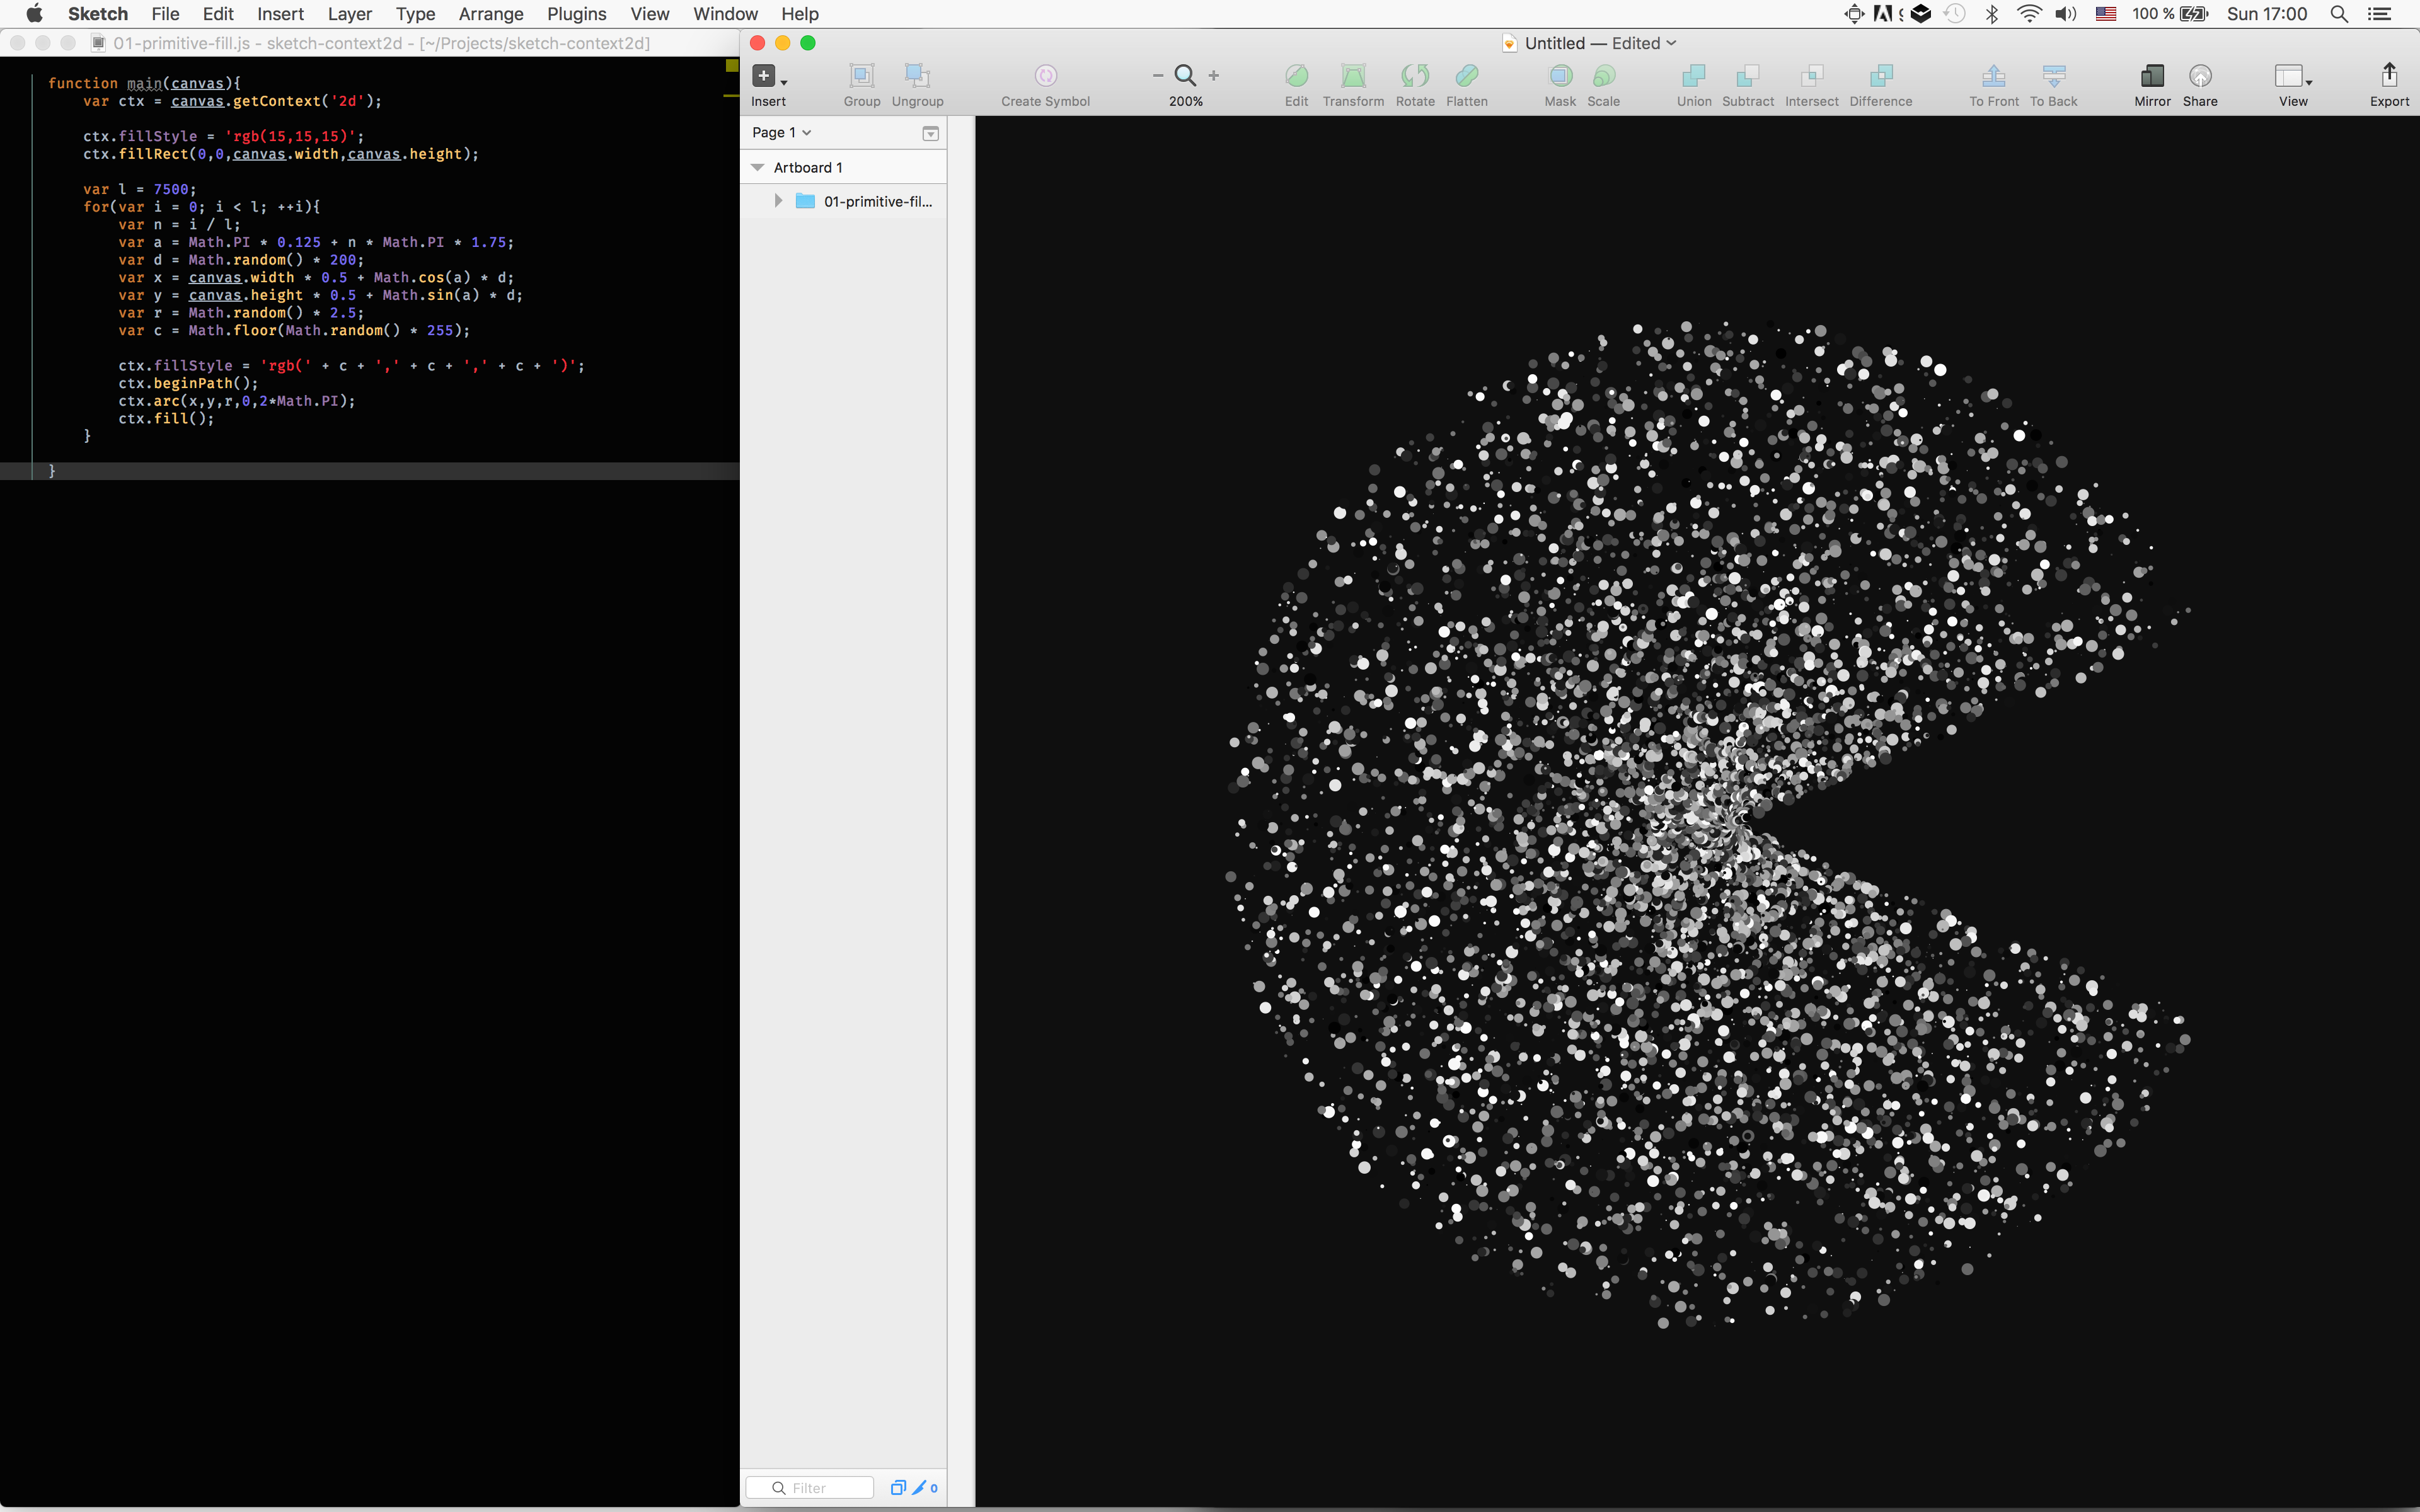 Sketch File Edit Insert Layer Type Arrange Plugins View Window Help 100 % Sun 17:00
01-primitive-fill.js - sketch-context2d - [~/Projects/sketch-context2d]
function main(canvas){
    var ctx = canvas.getContext('2d');
    ctx.fillStyle = 'rgb(15,15,15)';
    ctx.fillRect(0,0,canvas.width,canvas.height);
    var l = 7500;
    for(var i = 0; i < l; ++i){
        var n = i / l;
        var a = Math.PI * 0.125 + n * Math.PI * 1.75;
        var d = Math.random() * 200;
        var x = canvas.width * 0.5 + Math.cos(a) * d;
        var y = canvas.height * 0.5 + Math.sin(a) * d;
        var r = Math.random() * 2.5;
        var c = Math.floor(Math.random() * 255);
        ctx.fillStyle = 'rgb(' + c + ',' + c + ',' + c + ')';
        ctx.beginPath();
        ctx.arc(x,y,r,0,2*Math.PI);
        ctx.fill();
    }
}
Untitled — Edited
200%
Insert Group Ungroup Create Symbol Edit Transform Rotate Flatten Mask Scale Union Subtract Intersect Difference To Front To Back Mirror Share View Export
Page 1
Artboard 1
01-primitive-fil...
Filter 0